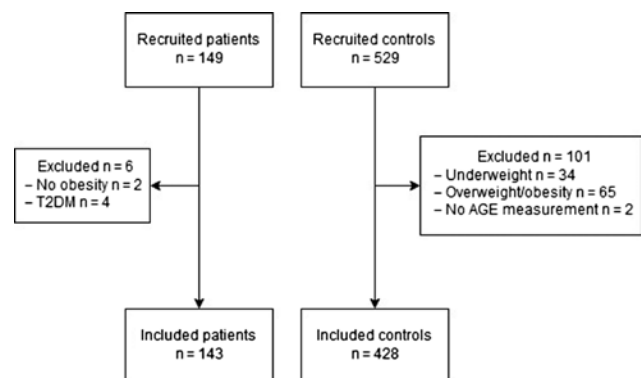 Recruited patients
n = 149
Recruited controls
n = 529
Excluded n = 6
– No obesity n = 2
– T2DM n = 4
Excluded n = 101
– Underweight n = 34
– Overweight/obesity n = 65
– No AGE measurement n = 2
Included patients
n = 143
Included controls
n = 428